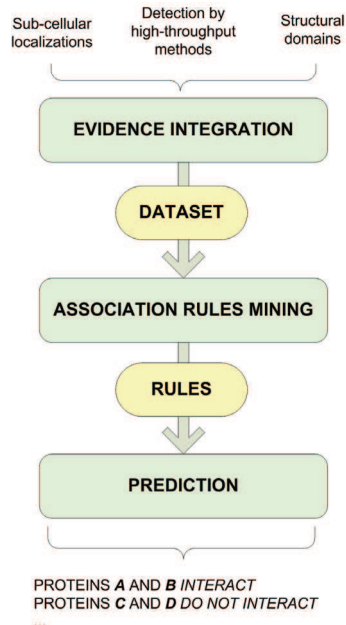 Sub-cellular
localizations
Detection by
high-throughput
methods
Structural
domains
EVIDENCE INTEGRATION
DATASET
ASSOCIATION RULES MINING
RULES
PREDICTION
PROTEINS A AND B INTERACT
PROTEINS C AND D DO NOT INTERACT
...